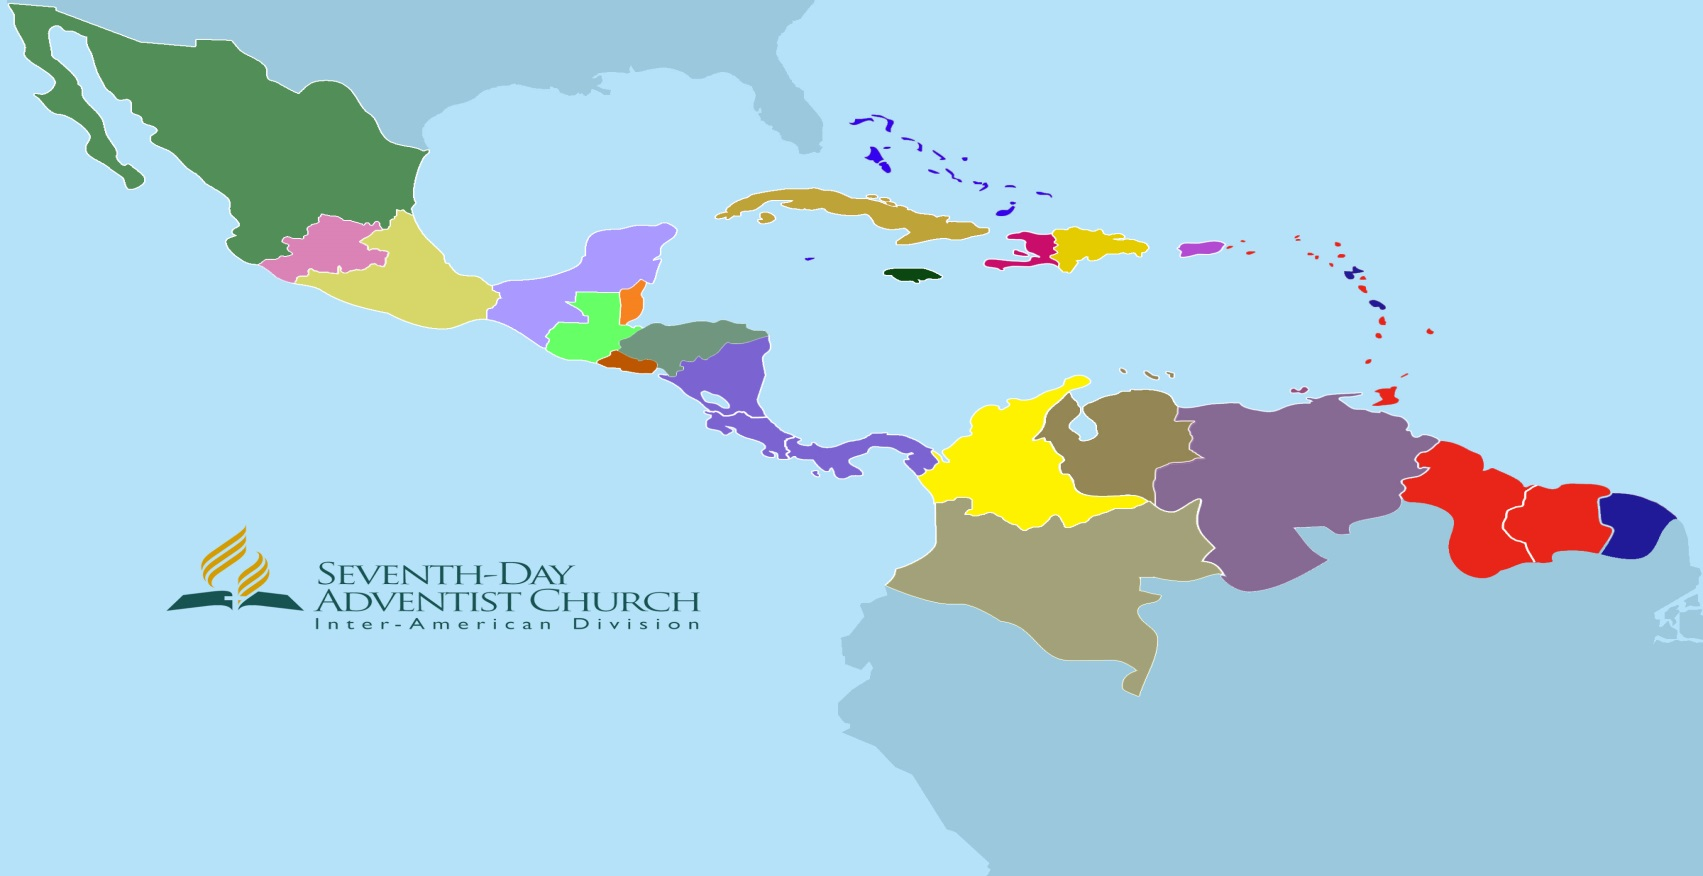 SEVENTH-DAY
ADVENTIST CHURCH
Inter-American Division